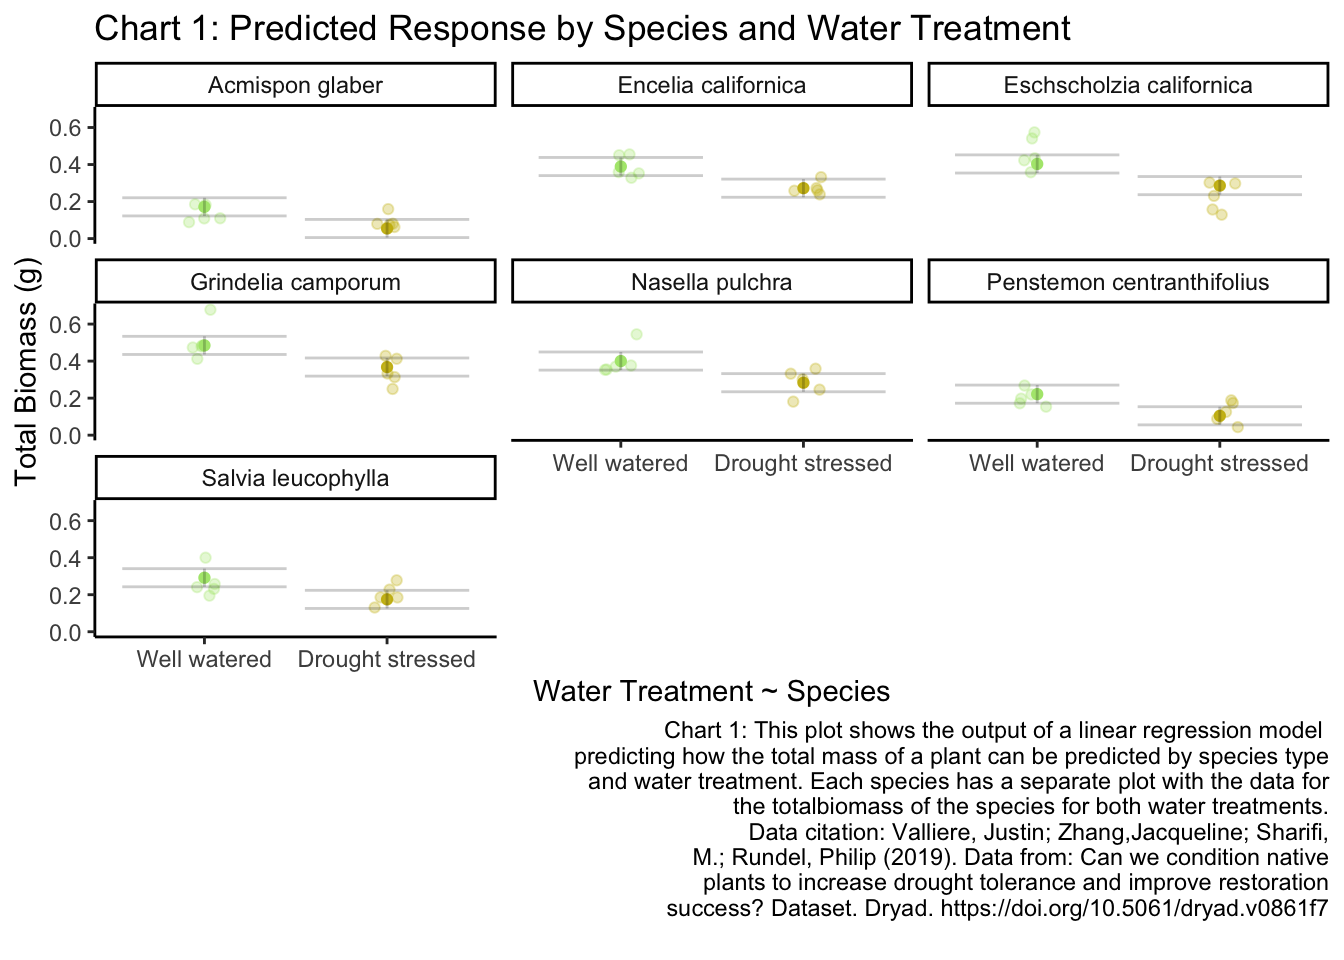 Chart 1: Predicted Response by Species and Water Treatment
Acmispon glaber
Encelia californica
Eschscholzia californica
0.6
0.4
0.2
0.0
Grindelia camporum
Nasella pulchra
Penstemon centranthifolius
0.6
0.4
0.2
0.0
Total Biomass (g)
Well watered
Drought stressed
Well watered
Drought stressed
Salvia leucophylla
0.6
0.4
0.2
0.0
Well watered
Drought stressed
Water Treatment ~ Species
Chart 1: This plot shows the output of a linear regression model
predicting how the total mass of a plant can be predicted by species type
and water treatment. Each species has a separate plot with the data for
the totalbiomass of the species for both water treatments.
Data citation: Valliere, Justin; Zhang,Jacqueline; Sharifi,
M.; Rundel, Philip (2019). Data from: Can we condition native
plants to increase drought tolerance and improve restoration
success? Dataset. Dryad. https://doi.org/10.5061/dryad.v0861f7